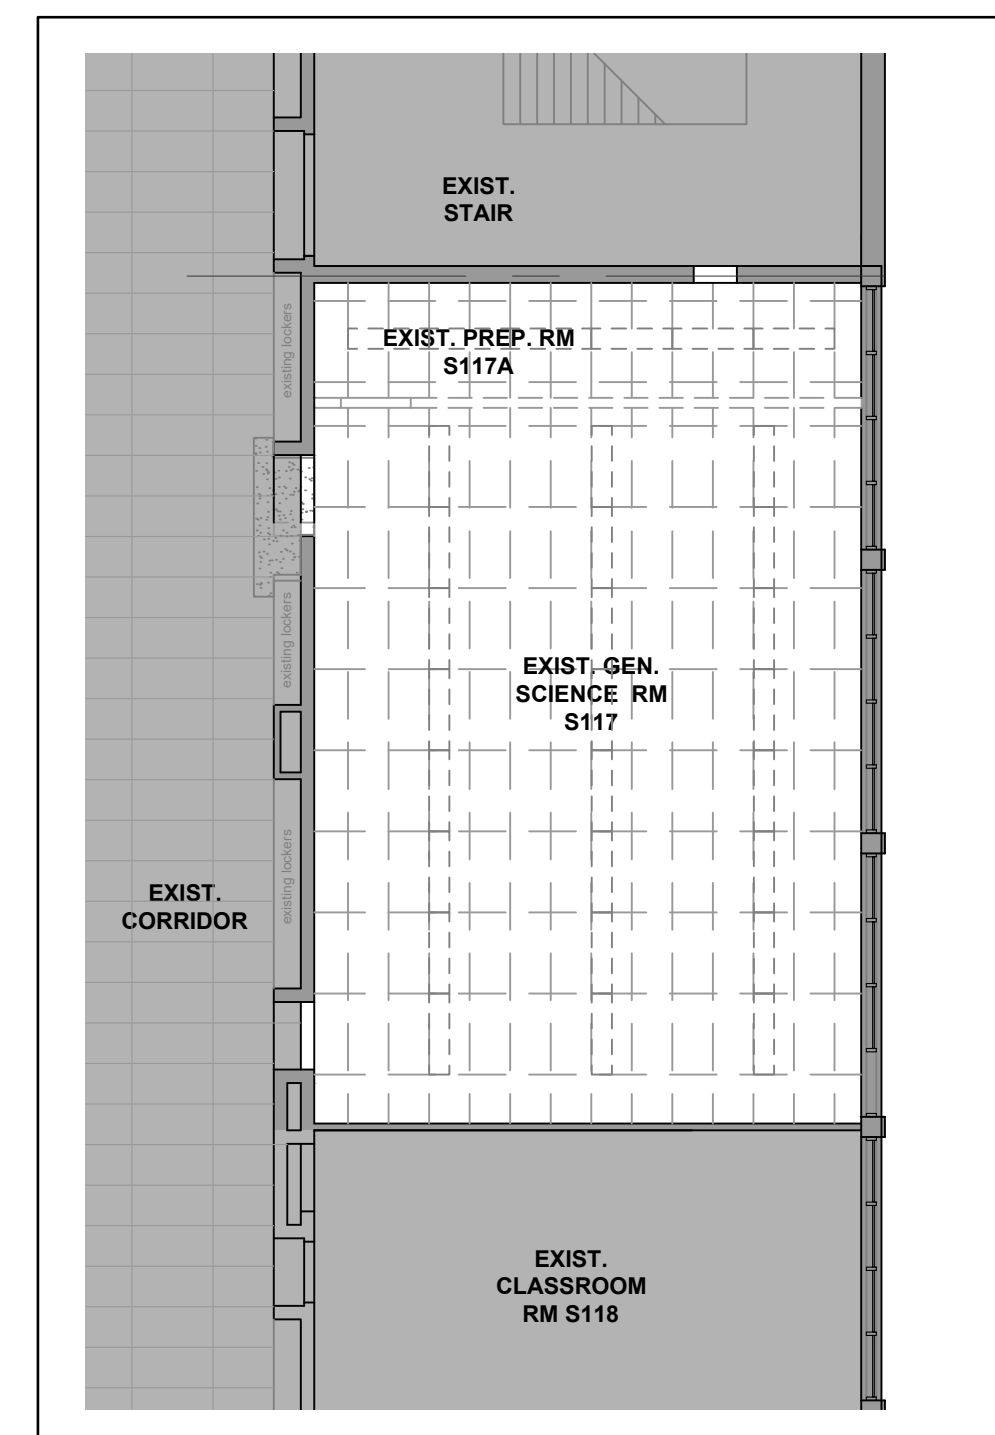 EXIST.
STAIR
existing lockers
EXIST. PREP. RM
S117A
existing lockers
EXIST. GEN.
SCIENCE RM
S117
existing lockers
EXIST.
CORRIDOR
EXIST.
CLASSROOM
RM S118